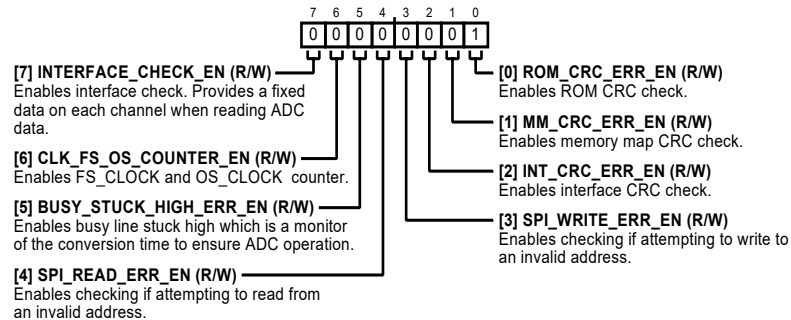 7 6 5 4 3 2 1 0
0 0 0 0 0 0 0 1
[7] INTERFACE_CHECK_EN (R/W)
Enables interface check. Provides a fixed
data on each channel when reading ADC
data.
[6] CLK_FS_OS_COUNTER_EN (R/W)
Enables FS_CLOCK and OS_CLOCK counter.
[5] BUSY_STUCK_HIGH_ERR_EN (R/W)
Enables busy line stuck high which is a monitor
of the conversion time to ensure ADC operation.
[4] SPI_READ_ERR_EN (R/W)
Enables checking if attempting to read from
an invalid address.
[0] ROM_CRC_ERR_EN (R/W)
Enables ROM CRC check.
[1] MM_CRC_ERR_EN (R/W)
Enables memory map CRC check.
[2] INT_CRC_ERR_EN (R/W)
Enables interface CRC check.
[3] SPI_WRITE_ERR_EN (R/W)
Enables checking if attempting to write to
an invalid address.